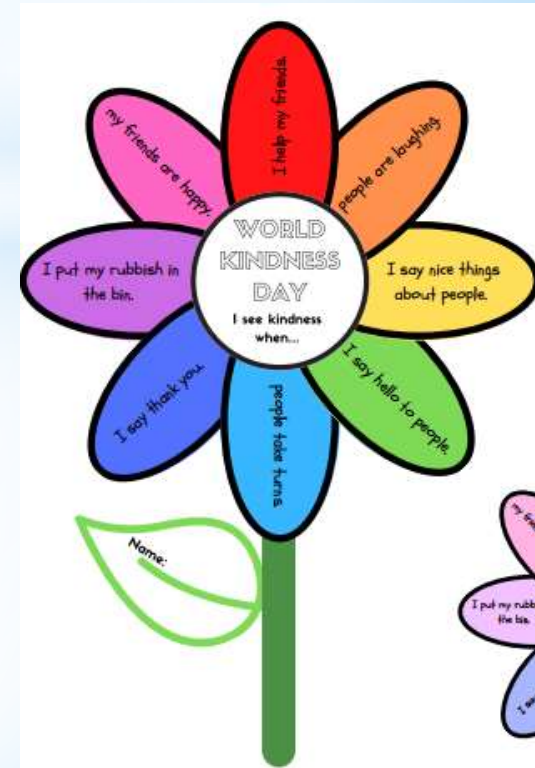 WORLD
KINDNESS
DAY
I see kindness
when...
I help my friends.
people are laughing.
I say nice things
about people.
I say hello to people.
people take turns.
I say thank you.
I put my rubbish in
the bin.
my friends are happy.
Name:
I put my
the bin.